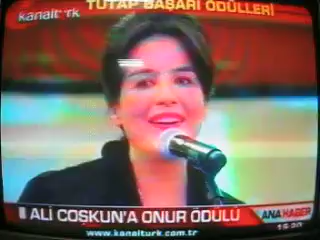 TUTAP BAŞARI ÖDÜLLERİ
kanaltürk
ALİ COŞKUN'A ONUR ÖDÜLÜ
ANA HABER
www.kanalturk.com.tr